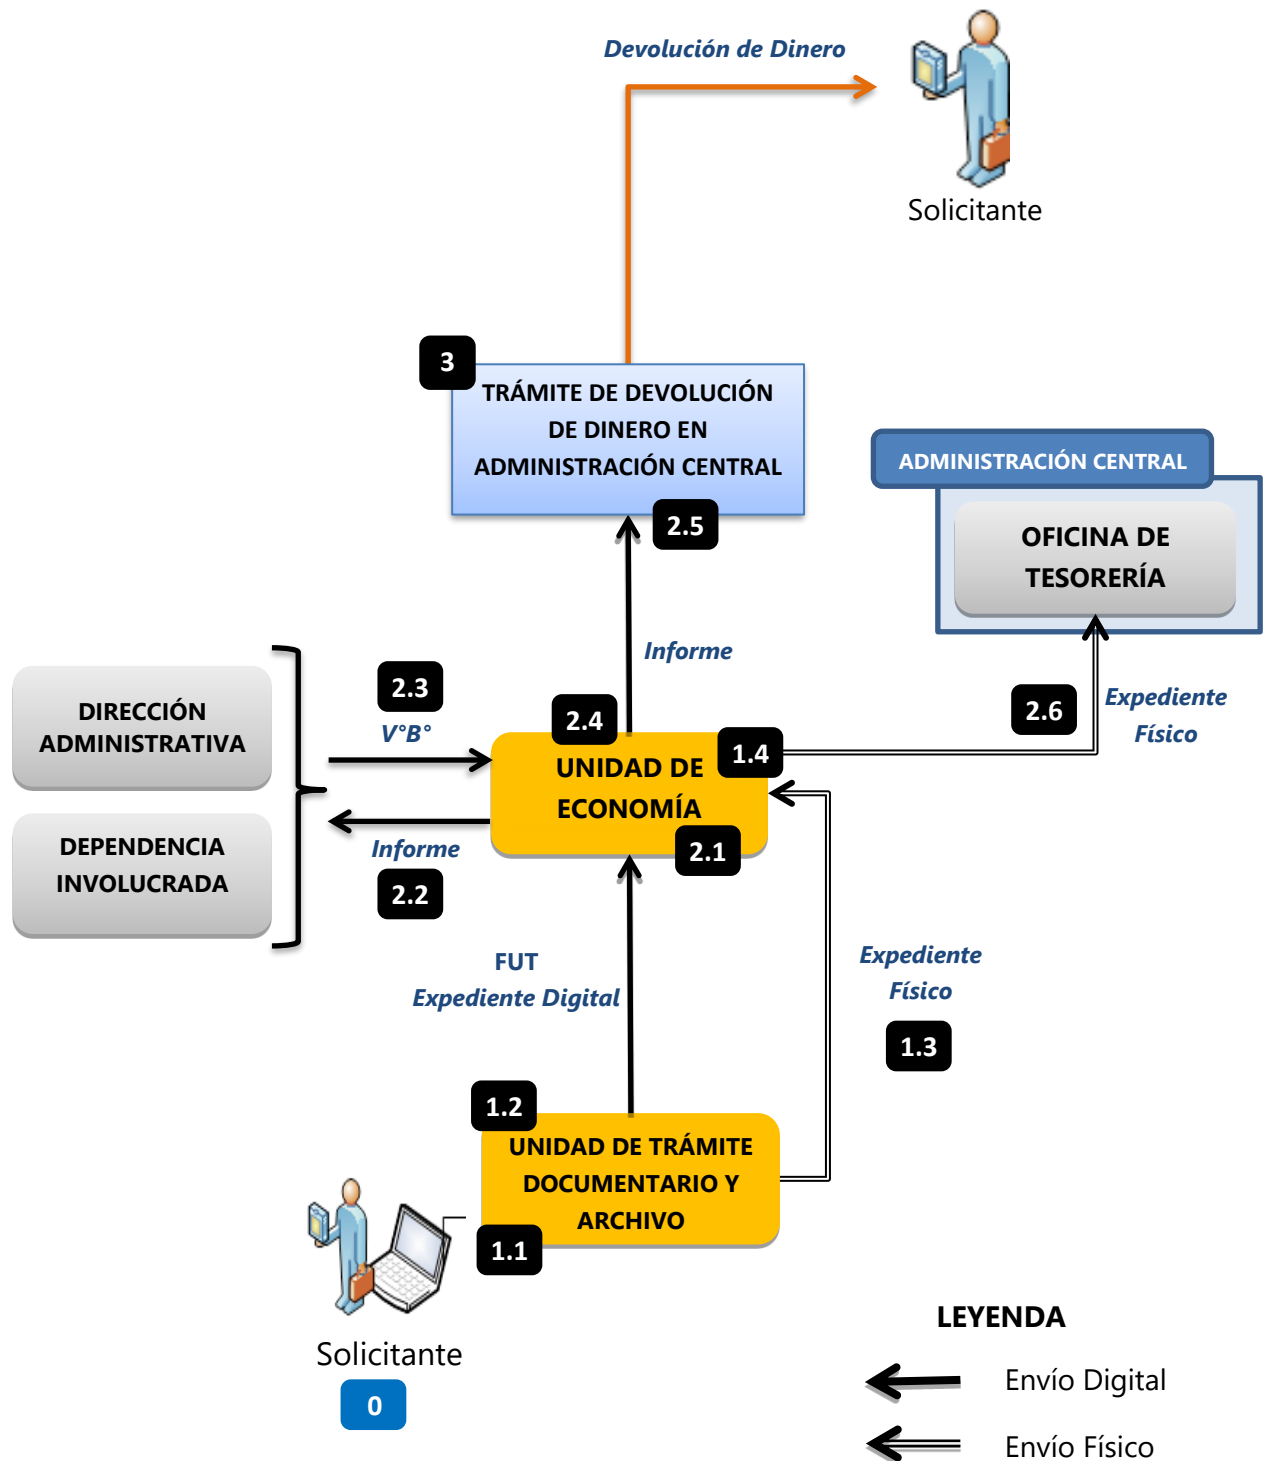 Devolución de Dinero
Solicitante
3
TRÁMITE DE DEVOLUCIÓN
DE DINERO EN
ADMINISTRACIÓN CENTRAL
2.5
ADMINISTRACIÓN CENTRAL
OFICINA DE
TESORERÍA
Informe
2.6
Expediente
Físico
DIRECCIÓN
ADMINISTRATIVA
DEPENDENCIA
INVOLUCRADA
2.3
V°B°
Informe
2.2
2.4
1.4
UNIDAD DE
ECONOMÍA
2.1
FUT
Expediente Digital
Expediente
Físico
1.3
1.2
UNIDAD DE TRÁMITE
DOCUMENTARIO Y
ARCHIVO
1.1
Solicitante
0
LEYENDA
Envío Digital
Envío Físico